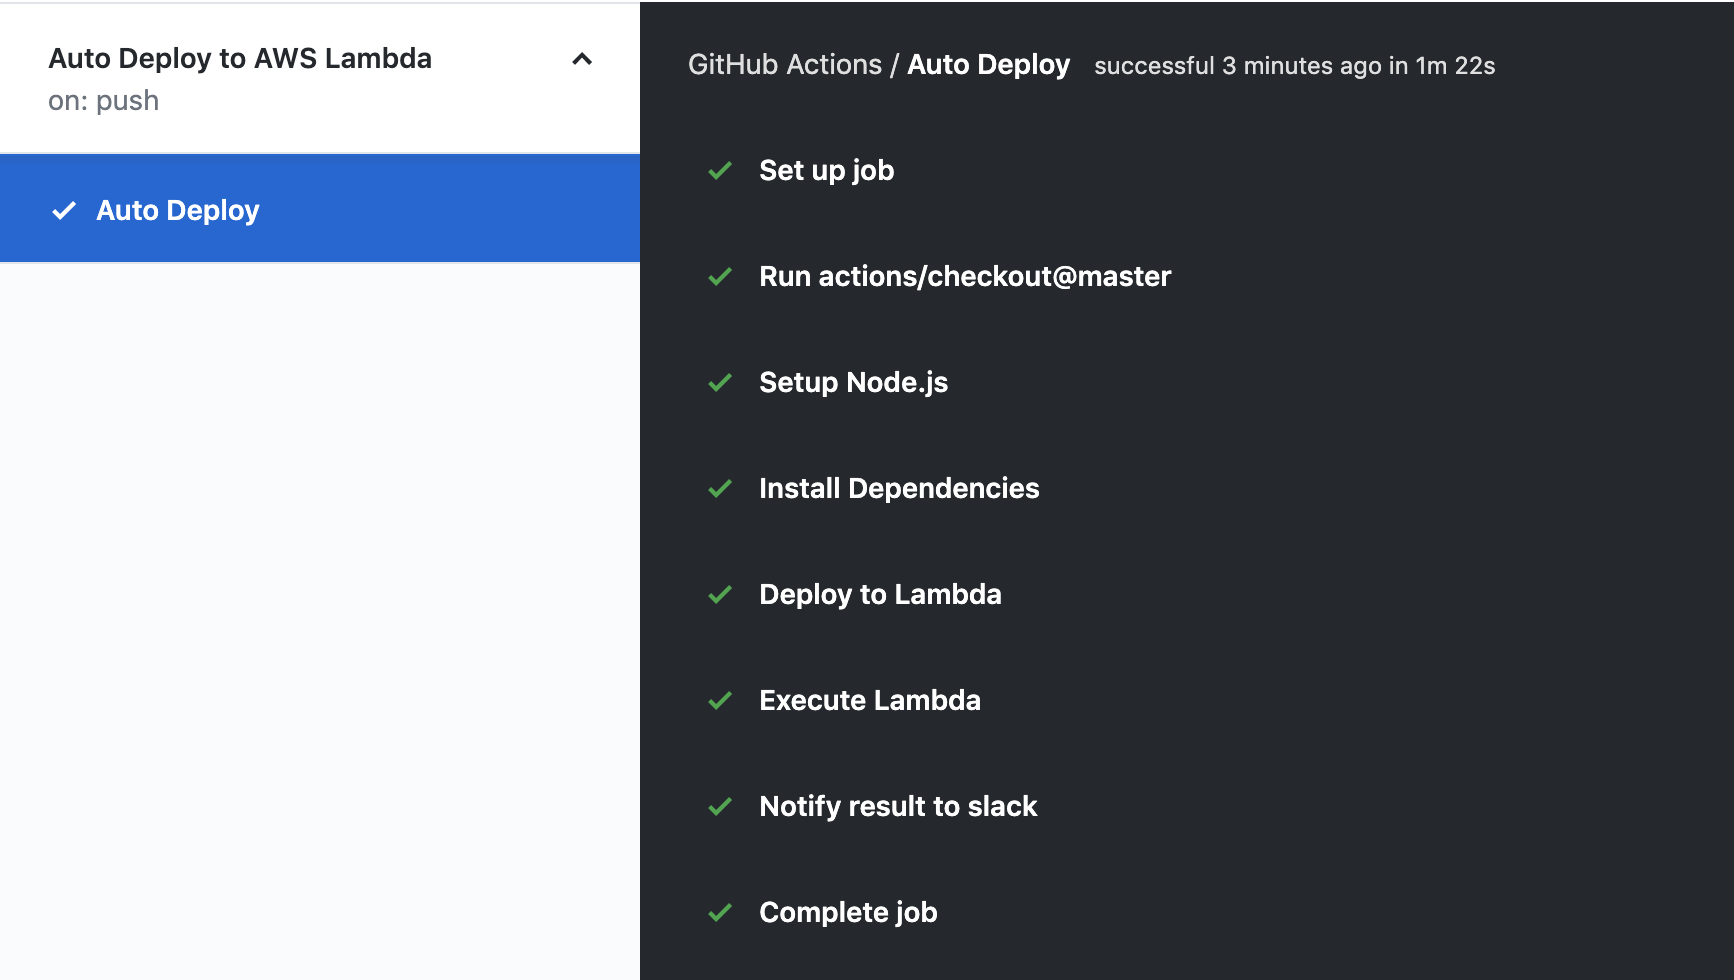 Auto Deploy to AWS Lambda
on: push
Auto Deploy
GitHub Actions / Auto Deploy successful 3 minutes ago in 1m 22s
Set up job
Run actions/checkout@master
Setup Node.js
Install Dependencies
Deploy to Lambda
Execute Lambda
Notify result to slack
Complete job